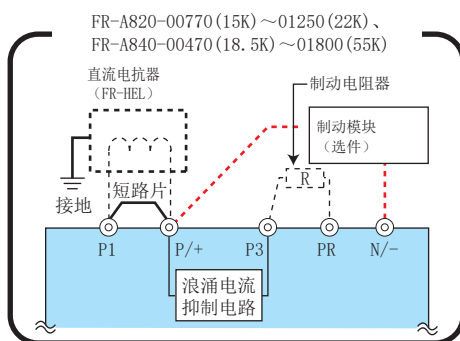 FR-A820-00770(15K)～01250(22K)、
FR-A840-00470(18.5K)～01800(55K)
直流电抗器
（FR-HEL）
制动电阻器
制动模块
（选件）
R
接地
短路片
P1
P/+
P3
PR
N/-
浪涌电流
抑制电路